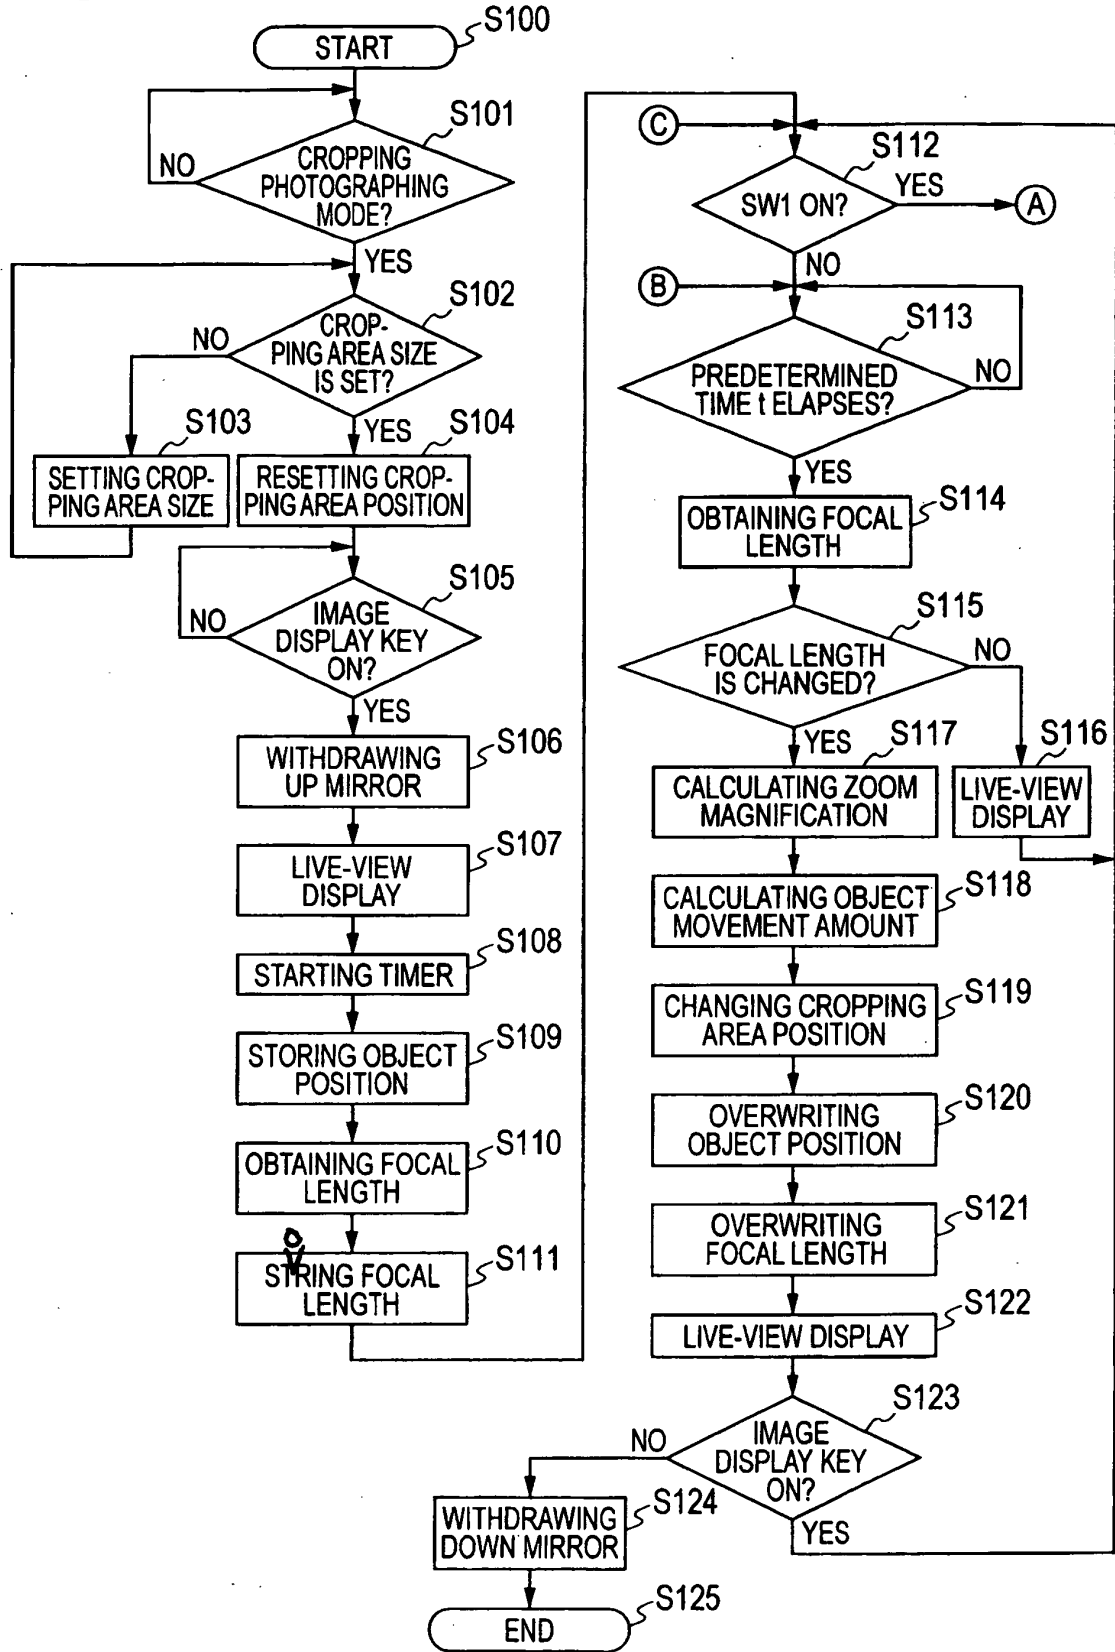 S100
START
S101
CROPPING
PHOTOGRAPHING
MODE?
NO
YES
S102
CROP-
PING AREA SIZE
IS SET?
NO
YES
S103
SETTING CROP-
PING AREA SIZE
S104
RESETTING CROP-
PING AREA POSITION
S105
IMAGE
DISPLAY KEY
ON?
NO
YES
S106
WITHDRAWING
UP MIRROR
S107
LIVE-VIEW
DISPLAY
S108
STARTING TIMER
S109
STORING OBJECT
POSITION
S110
OBTAINING FOCAL
LENGTH
S111
o
STRING FOCAL
LENGTH
C
S112
SW1 ON?
YES
A
NO
B
S113
PREDETERMINED
TIME t ELAPSES?
NO
YES
S114
OBTAINING FOCAL
LENGTH
S115
FOCAL LENGTH
IS CHANGED?
NO
YES
S116
LIVE-VIEW
DISPLAY
S117
CALCULATING ZOOM
MAGNIFICATION
S118
CALCULATING OBJECT
MOVEMENT AMOUNT
S119
CHANGING CROPPING
AREA POSITION
S120
OVERWRITING
OBJECT POSITION
S121
OVERWRITING
FOCAL LENGTH
S122
LIVE-VIEW DISPLAY
S123
IMAGE
DISPLAY KEY
ON?
NO
YES
S124
WITHDRAWING
DOWN MIRROR
S125
END